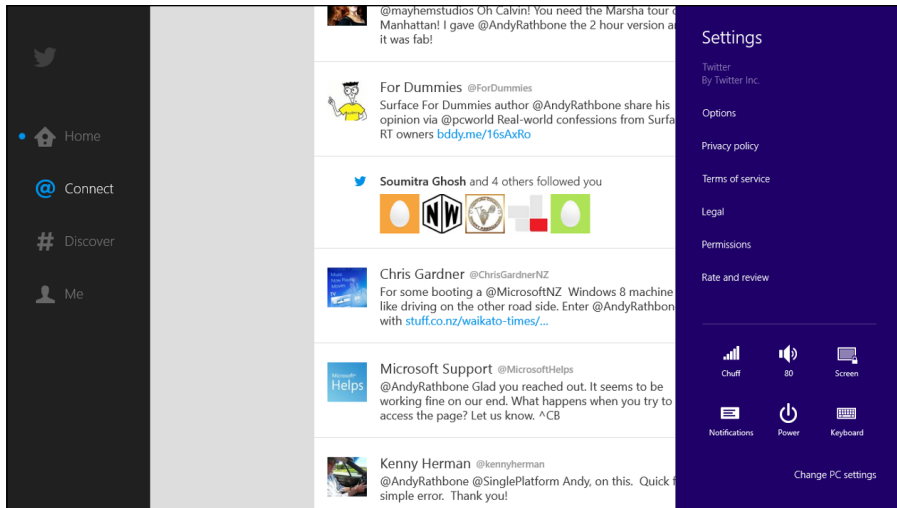 Home
Connect
Discover
Me
@mayhemstudios Oh Calvin! You need the Marsha tour
Manhattan! I gave @AndyRathbone the 2 hour version
it was fab!
For Dummies @ForDummies
Surface For Dummies author @AndyRathbone share his
opinion via @pcworld Real-world confessions from
RT owners bddy.me/16sAxRo
Soumitra Ghosh and 4 others followed you
NW
Chris Gardner @ChrisGardnerNZ
For some booting a @MicrosoftNZ Windows 8 machine
like driving on the other road side. Enter @AndyRathbon
with stuff.co.nz/waikato-times/...
Microsoft
Helps
Microsoft Support @MicrosoftHelps
@AndyRathbone Glad you reached out. It seems to be
working fine on our end. What happens when you try to
access the page? Let us know. ^CB
Kenny Herman @kennyherman
@AndyRathbone @SinglePlatform Andy, on this. Quick
simple error. Thank you!
Settings
Twitter
By Twitter Inc.
Options
Privacy policy
Terms of service
Legal
Permissions
Rate and review
Chuff
80
Screen
Notifications
Power
Keyboard
Change PC settings